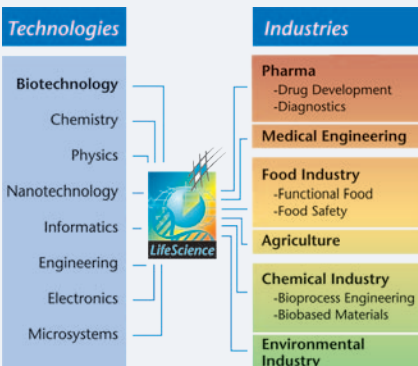 Technologies
Biotechnology
Chemistry
Physics
Nanotechnology
Informatics
Engineering
Electronics
Microsystems
LifeScience
Industries
Pharma
-Drug Development
-Diagnostics
Medical Engineering
Food Industry
-Functional Food
-Food Safety
Agriculture
Chemical Industry
-Bioprocess Engineering
-Biobased Materials
Environmental
Industry